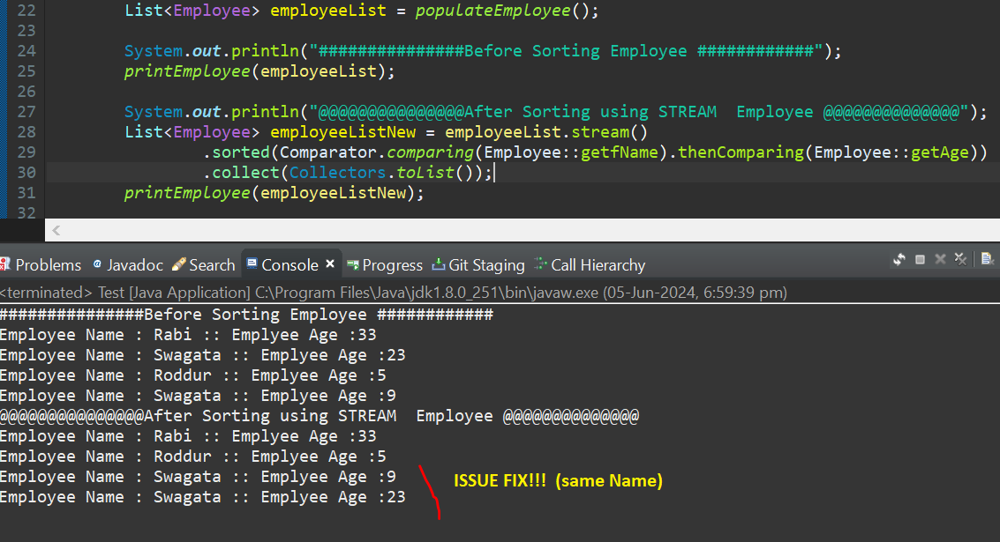 22 List<Employee> employeeList = populateEmployee();
23
24 System.out.println("###############Before Sorting Employee ############");
25 printEmployee(employeeList);
26
27 System.out.println("@@@@@@@@@@@@@@@After Sorting using STREAM  Employee @@@@@@@@@@@@@@");
28 List<Employee> employeeListNew = employeeList.stream()
29 .sorted(Comparator.comparing(Employee::getfName).thenComparing(Employee::getAge))
30 .collect(Collectors.toList());
31 printEmployee(employeeListNew);
32
Problems @ Javadoc Search Console Progress Git Staging Call Hierarchy
<terminated> Test [Java Application] C:\Program Files\Java\jdk1.8.0_251\bin\javaw.exe (05-Jun-2024, 6:59:39 pm)
###############Before Sorting Employee ############
Employee Name : Rabi :: Emplyee Age :33
Employee Name : Swagata :: Emplyee Age :23
Employee Name : Roddur :: Emplyee Age :5
Employee Name : Swagata :: Emplyee Age :9
@@@@@@@@@@@@@@@After Sorting using STREAM  Employee @@@@@@@@@@@@@@
Employee Name : Rabi :: Emplyee Age :33
Employee Name : Roddur :: Emplyee Age :5
Employee Name : Swagata :: Emplyee Age :9
ISSUE FIX!!! (same Name)
Employee Name : Swagata :: Emplyee Age :23